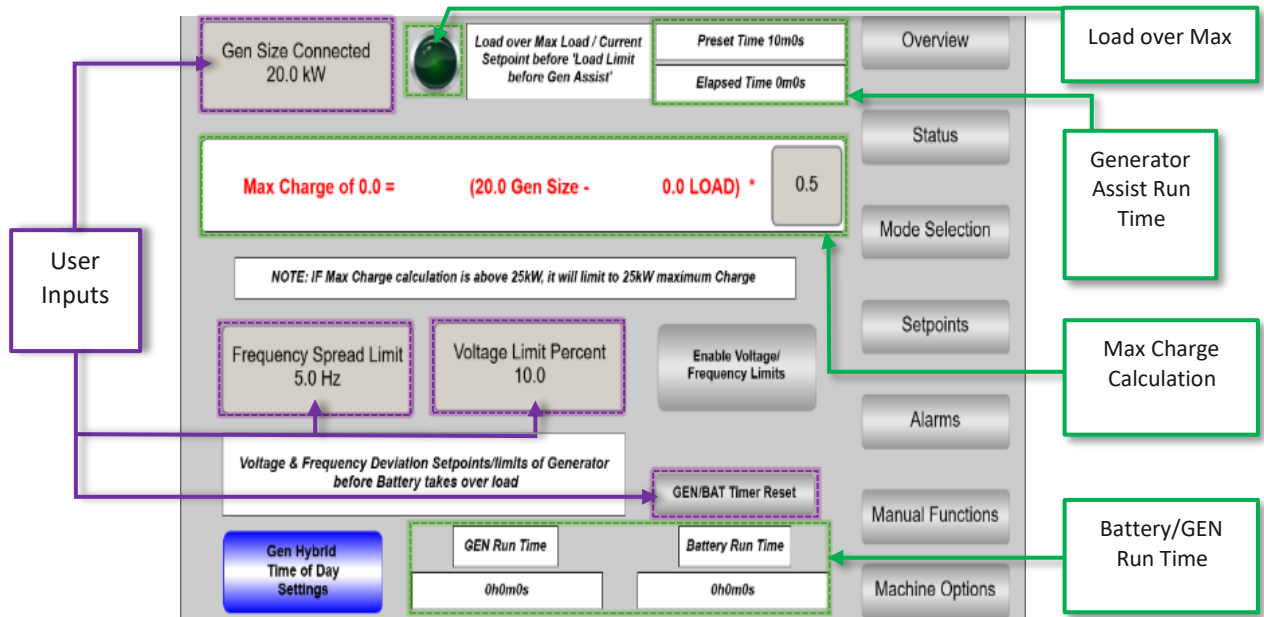 Gen Size Connected
20.0 kW
Load over Max Load / Current
Setpoint before 'Load Limit
before Gen Assist'
Preset Time 10m0s
Elapsed Time 0m0s
Overview
Load over Max
Status
Generator
Assist Run
Time
Max Charge of 0.0 = (20.0 Gen Size - 0.0 LOAD) * 0.5
Mode Selection
User
Inputs
NOTE: IF Max Charge calculation is above 25kW, it will limit to 25kW maximum Charge
Setpoints
Frequency Spread Limit
5.0 Hz
Voltage Limit Percent
10.0
Enable Voltage/
Frequency Limits
Max Charge
Calculation
Alarms
Voltage & Frequency Deviation Setpoints/limits of Generator
before Battery takes over load
GEN/BAT Timer Reset
Manual Functions
Battery/GEN
Run Time
Gen Hybrid
Time of Day
Settings
GEN Run Time
Battery Run Time
0h0m0s
0h0m0s
Machine Options